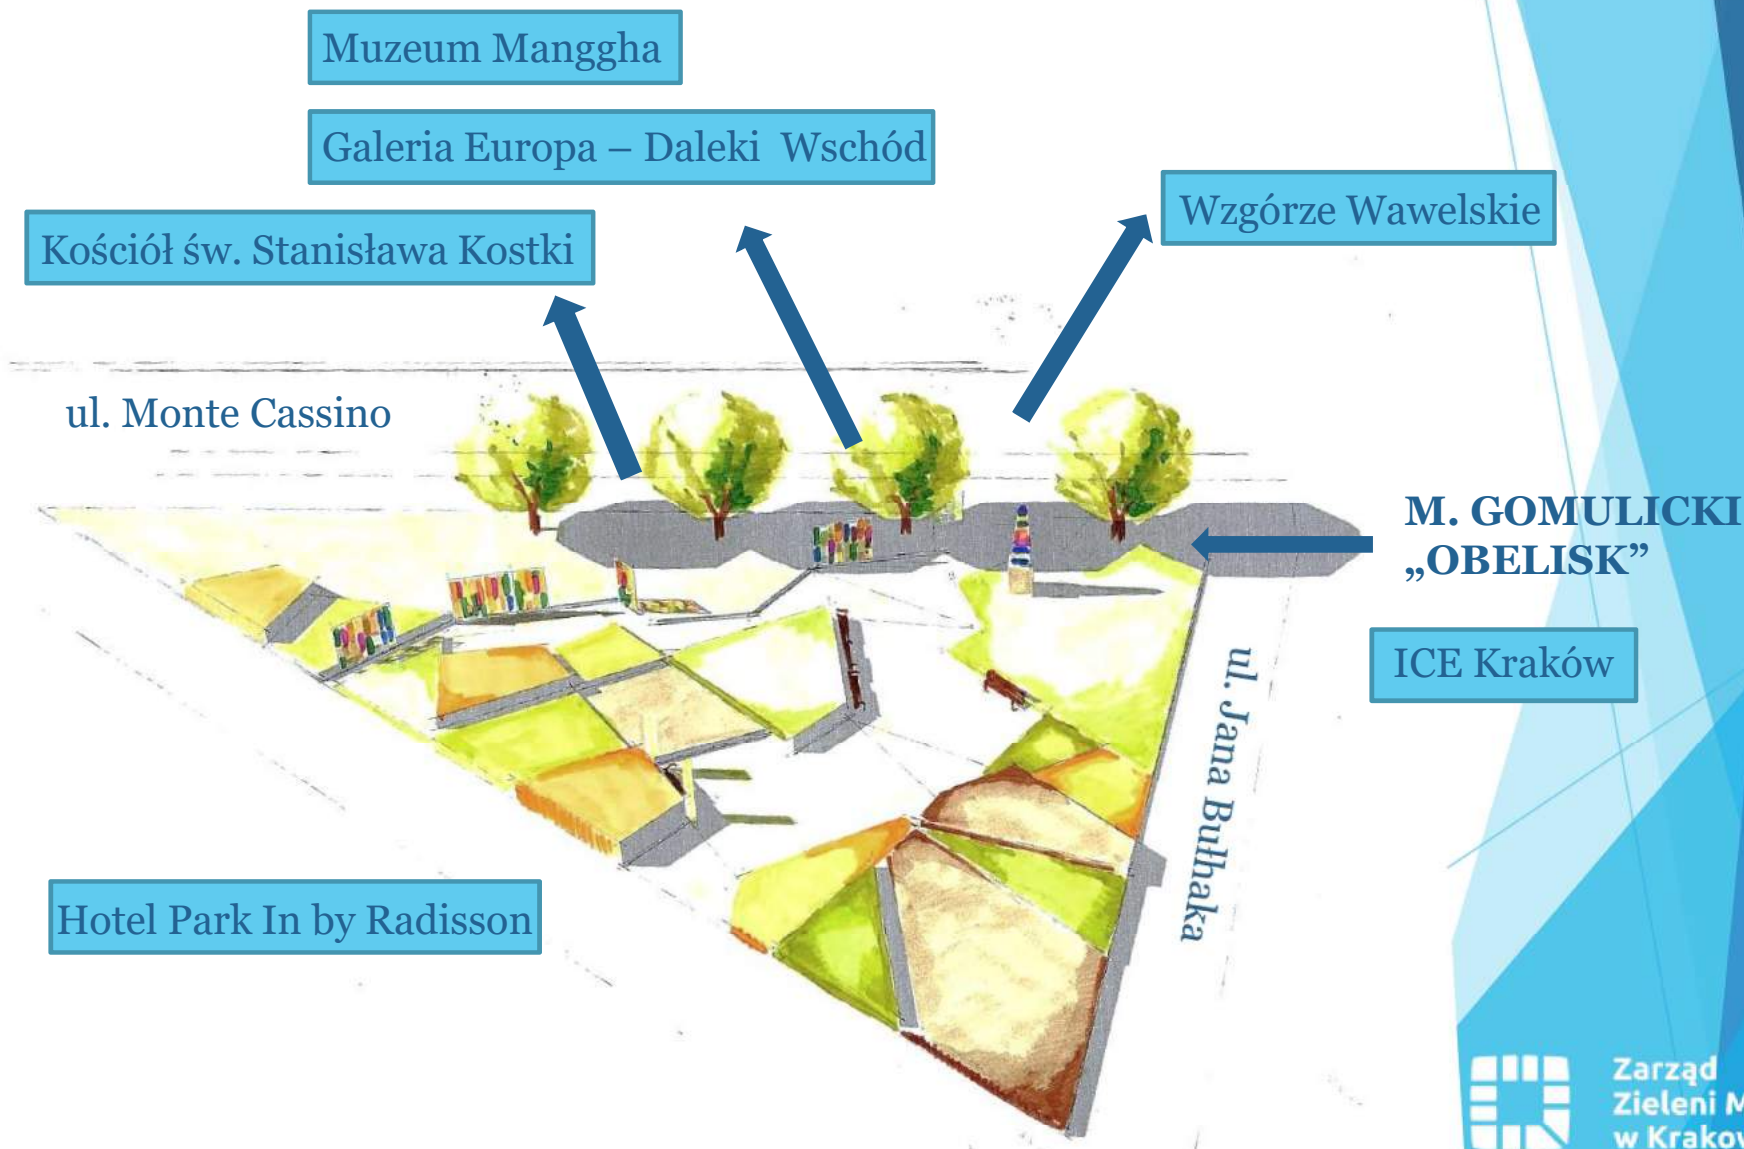 Muzeum Manggha
Galeria Europa – Daleki Wschód
Wzgórze Wawelskie
Kościół św. Stanisława Kostki
ul. Monte Cassino
M. GOMULICKI
„OBELISK”
ICE Kraków
ul. Jana Bułhaka
Hotel Park In by Radisson
Zarząd
Zieleni M
w Krakow